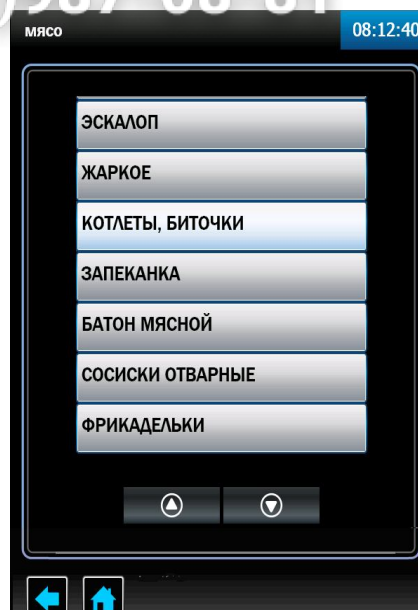 мясо 08:12:40
ЭСКАЛОП
ЖАРКОЕ
КОТЛЕТЫ, БИТОЧКИ
ЗАПЕКАНКА
БАТОН МЯСНОЙ
СОСИСКИ ОТВАРНЫЕ
ФРИКАДЕЛЬКИ